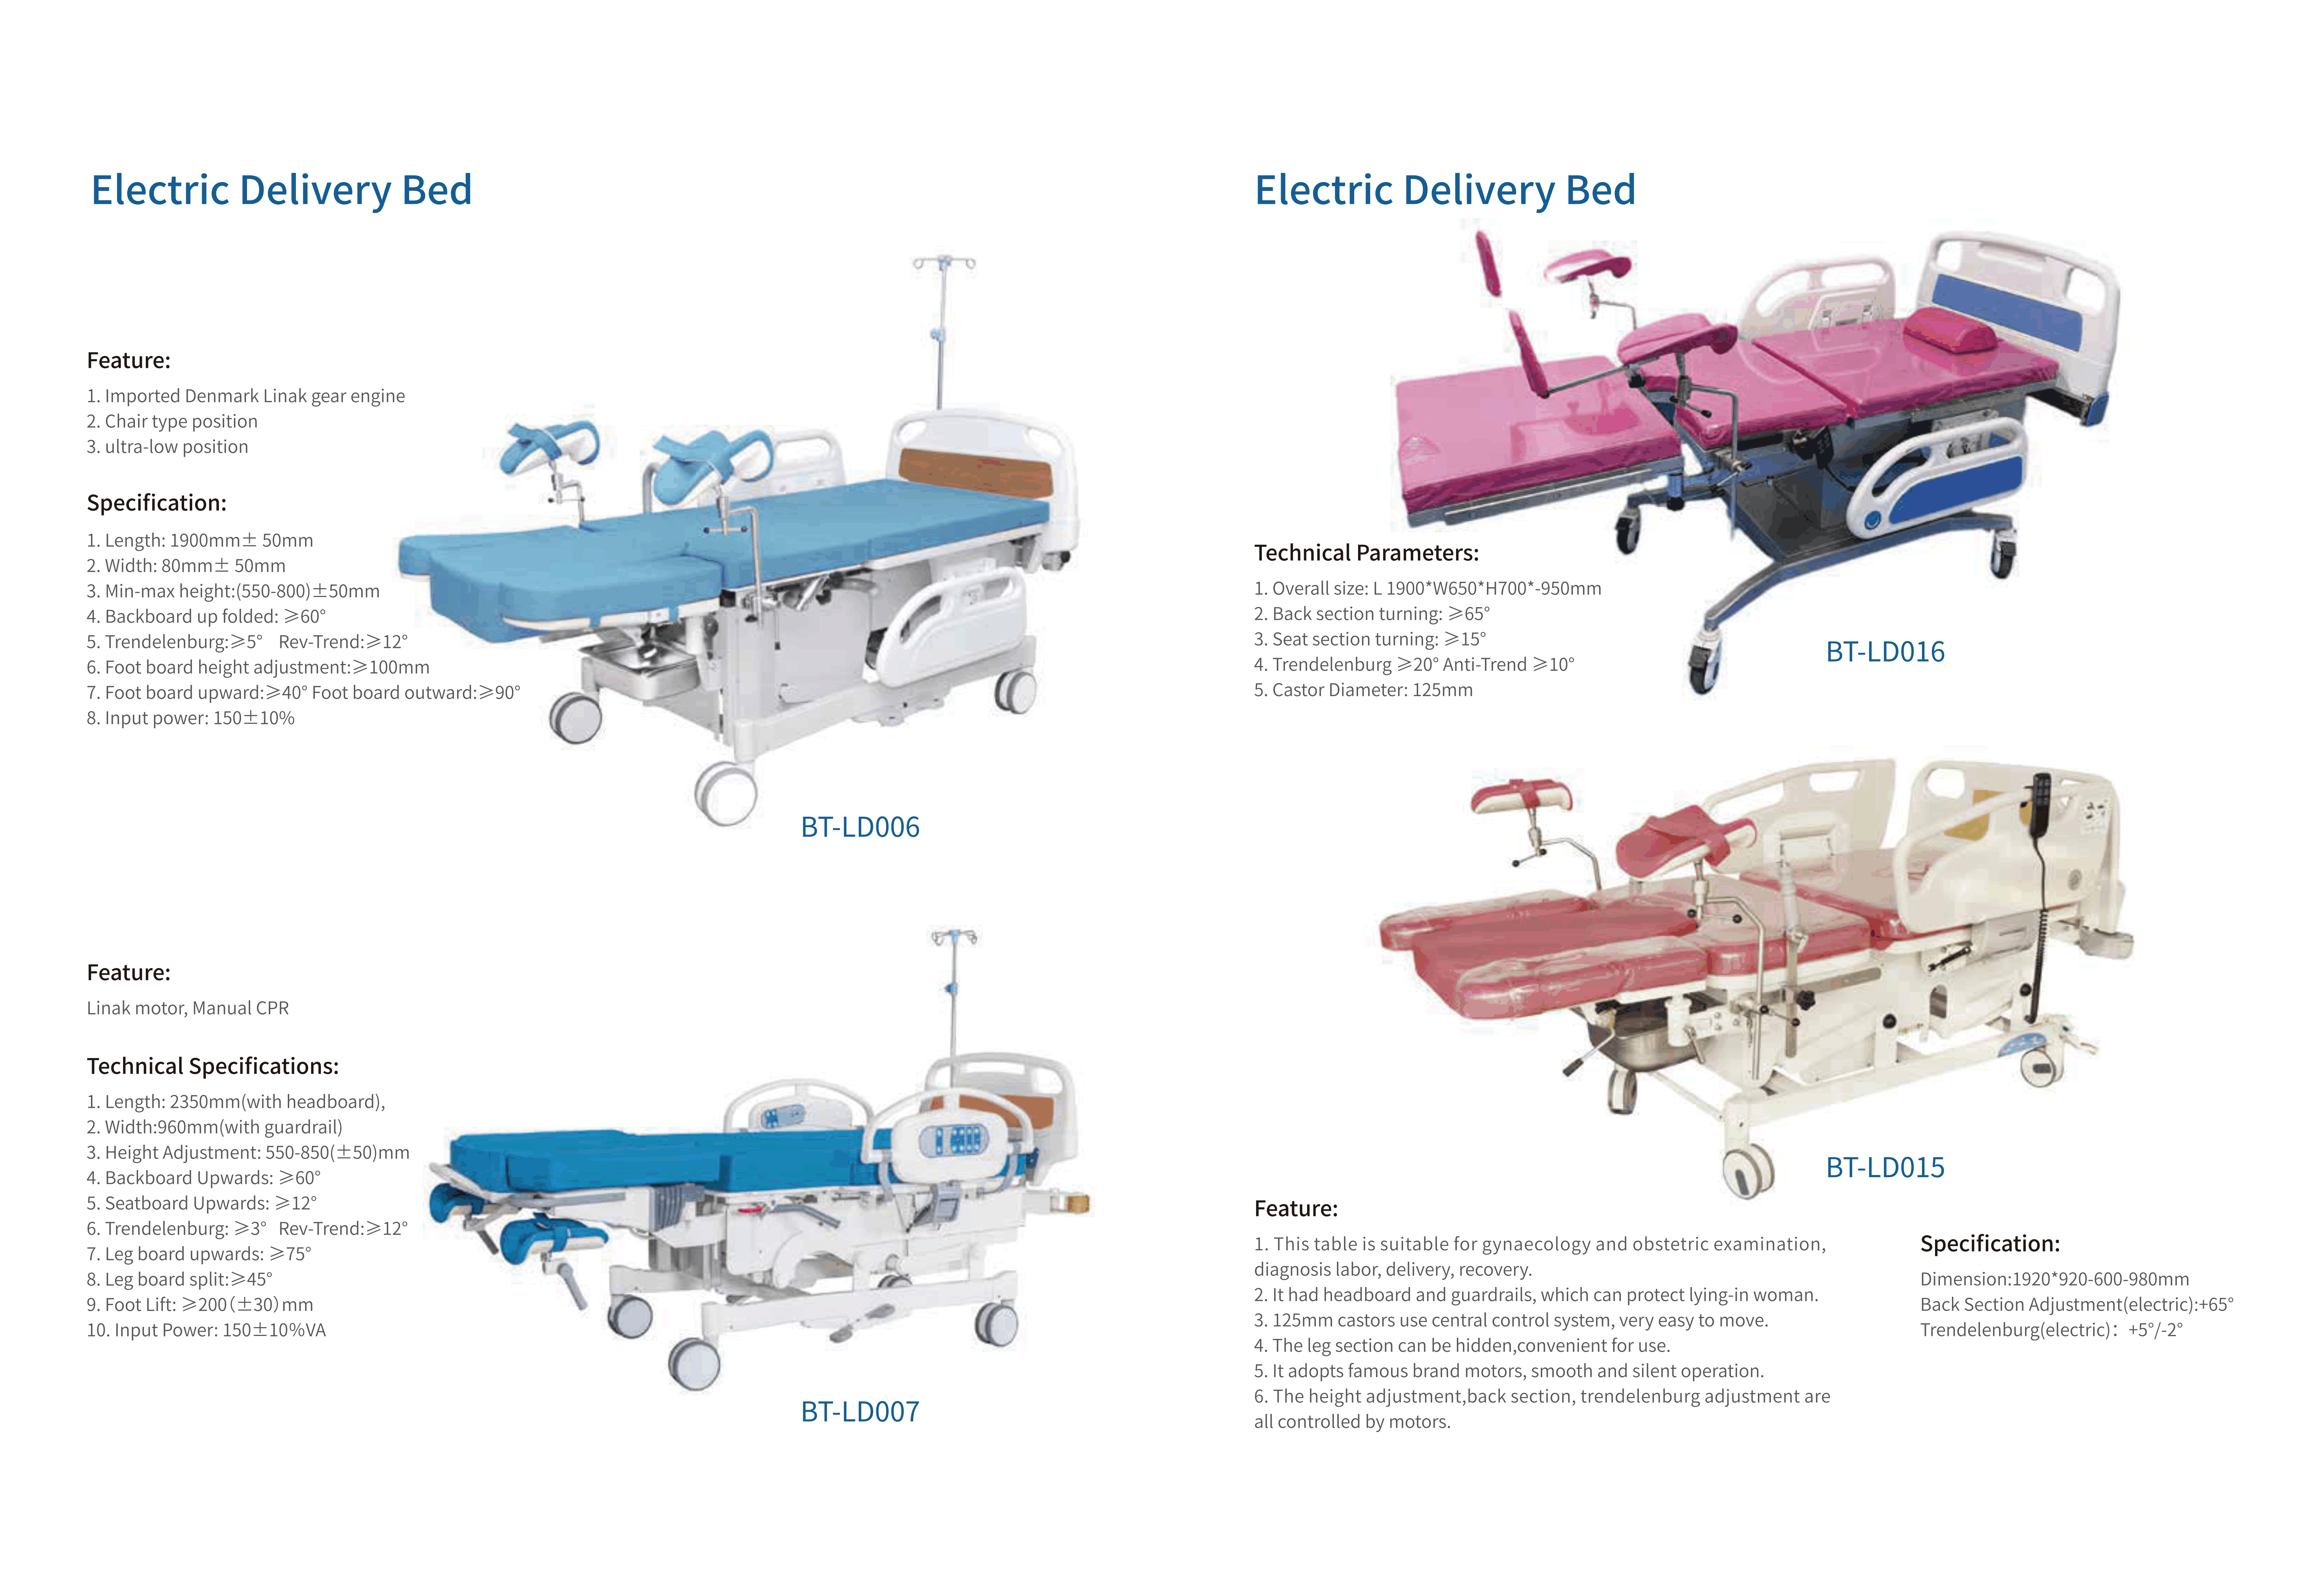 Electric Delivery Bed
Feature:
1. Imported Denmark Linak gear engine
2. Chair type position
3. ultra-low position
Specification:
1. Length: 1900mm± 50mm
2. Width: 80mm± 50mm
3. Min-max height:(550-800)±50mm
4. Backboard up folded: ≥60°
5. Trendelenburg:≥5°   Rev-Trend:≥12°
6. Foot board height adjustment:≥100mm
7. Foot board upward:≥40° Foot board outward:≥90°
8. Input power: 150±10%
BT-LD006
Feature:
Linak motor, Manual CPR
Technical Specifications:
1. Length: 2350mm(with headboard),
2. Width:960mm(with guardrail)
3. Height Adjustment: 550-850(±50)mm
4. Backboard Upwards: ≥60°
5. Seatboard Upwards: ≥12°
6. Trendelenburg: ≥3°   Rev-Trend:≥12°
7. Leg board upwards: ≥75°
8. Leg board split:≥45°
9. Foot Lift: ≥200（±30）mm
10. Input Power: 150±10%VA
BT-LD007
Electric Delivery Bed
Technical Parameters:
1. Overall size: L 1900*W650*H700*-950mm
2. Back section turning: ≥65°
3. Seat section turning: ≥15°
4. Trendelenburg ≥20° Anti-Trend ≥10°
5. Castor Diameter: 125mm
BT-LD016
BT-LD015
Feature:
1. This table is suitable for gynaecology and obstetric examination,
diagnosis labor, delivery, recovery.
2. It had headboard and guardrails, which can protect lying-in woman.
3. 125mm castors use central control system, very easy to move.
4. The leg section can be hidden,convenient for use.
5. It adopts famous brand motors, smooth and silent operation.
6. The height adjustment,back section, trendelenburg adjustment are
all controlled by motors.
Specification:
Dimension:1920*920-600-980mm
Back Section Adjustment(electric):+65°
Trendelenburg(electric)：+5°/-2°